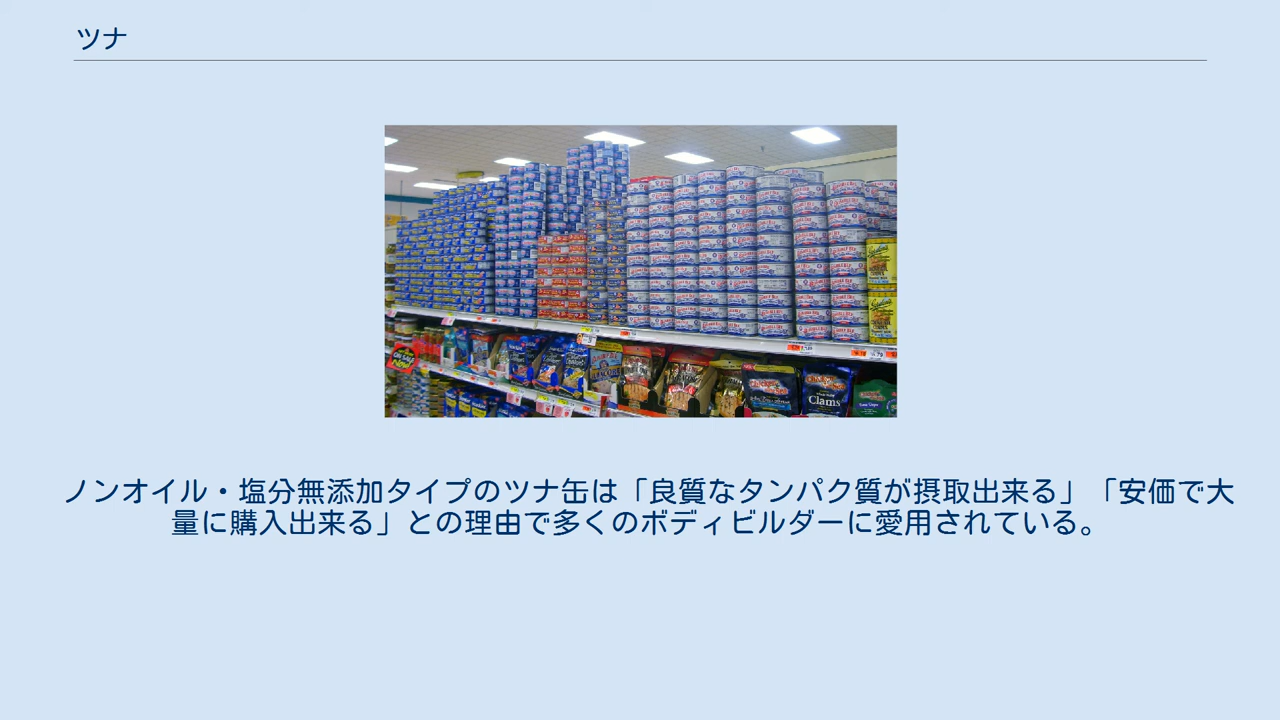 ツナ
Clams
ノンオイル・塩分無添加タイプのツナ缶は「良質なタンパク質が摂取出来る」「安価で大
量に購入出来る」との理由で多くのボディビルダーに愛用されている。